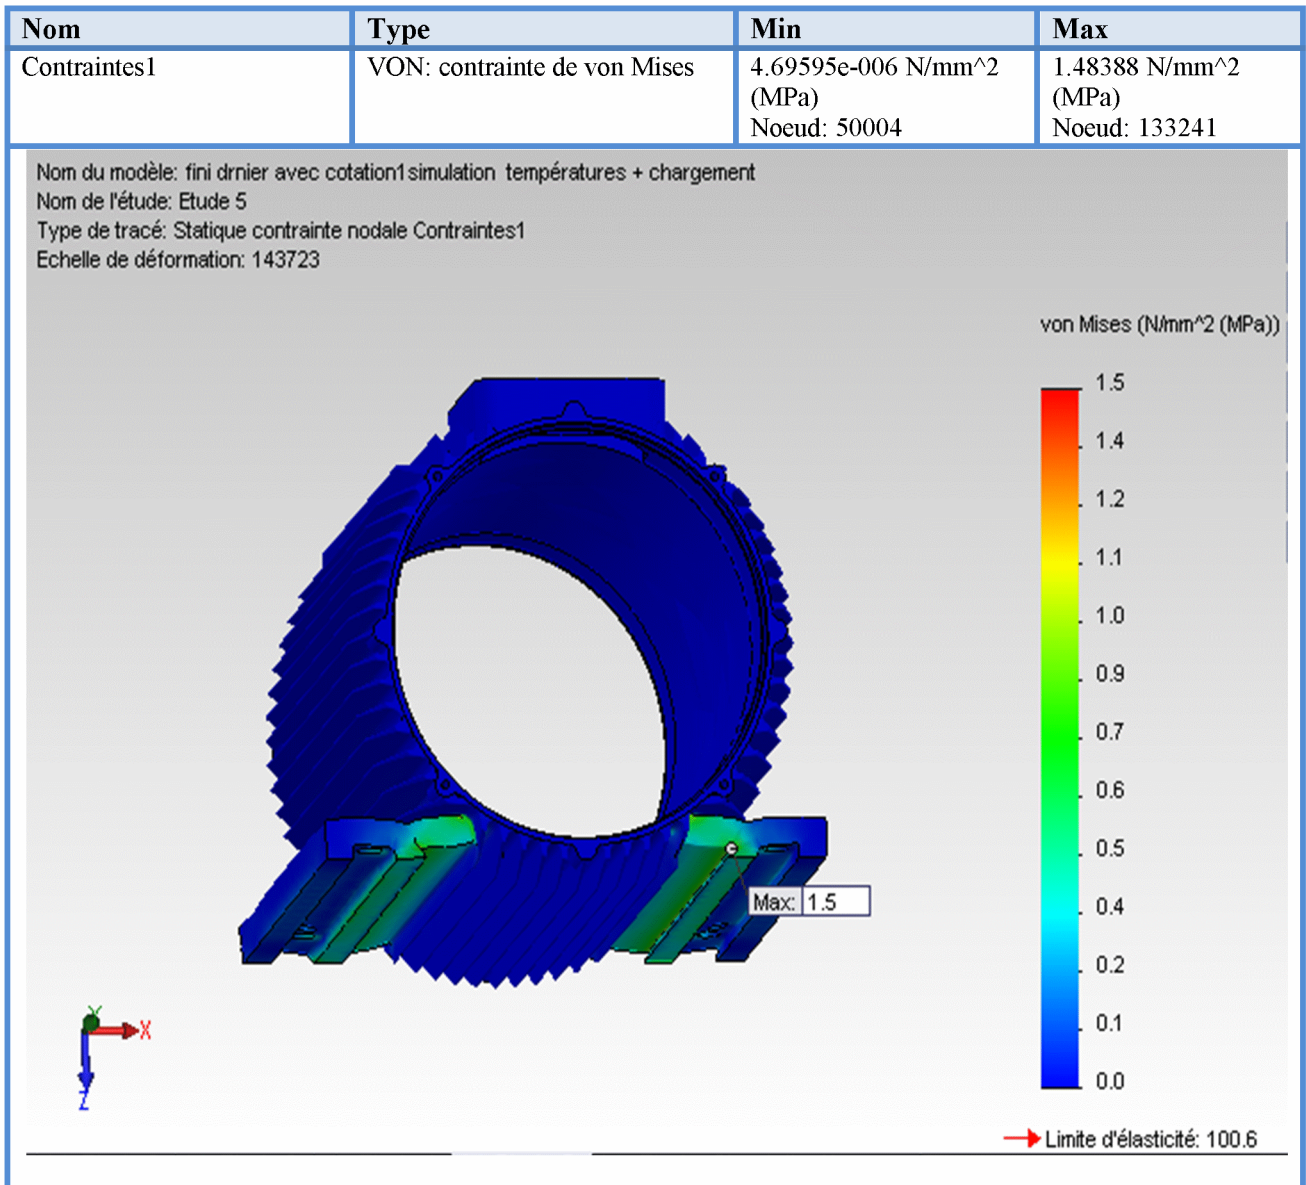 Nom Type Min Max
Contraintes1 VON: contrainte de von Mises 4.69595e-006 N/mm^2 1.48388 N/mm^2
(MPa) (MPa)
Noeud: 50004 Noeud: 133241
Nom du modèle: fini drnier avec cotation1simulation températures + chargement
Nom de l'étude: Etude 5
Type de tracé: Statique contrainte nodale Contraintes1
Echelle de déformation: 143723
von Mises (N/mm^2 (MPa))
1.5
1.4
1.2
1.1
1.0
0.9
0.7
0.6
0.5
0.4
0.2
0.1
0.0
Max: 1.5
Y
X
Z
Limite d'élasticité: 100.6